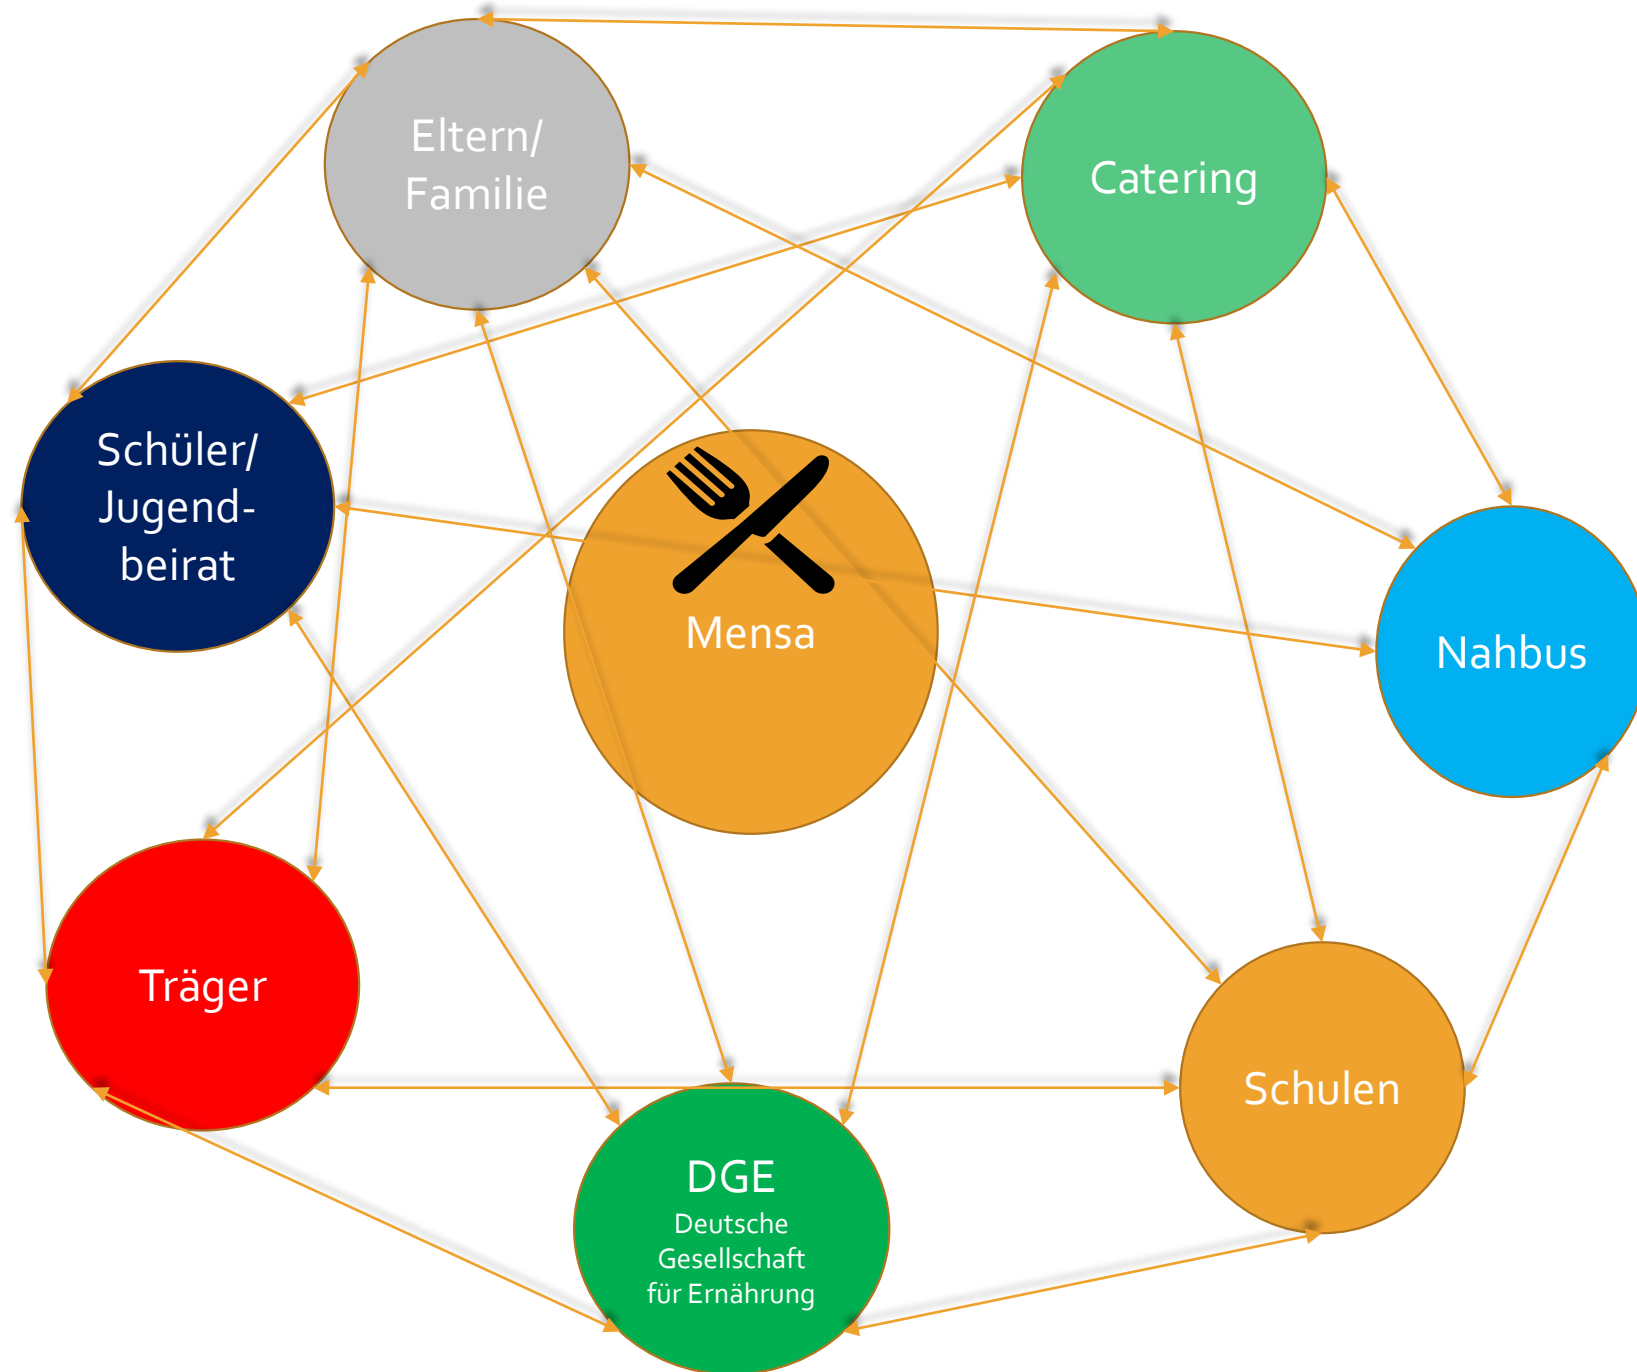 Eltern/
Familie
Catering
Schüler/
Jugend-
beirat
Mensa
Nahbus
Träger
Schulen
DGE
Deutsche
Gesellschaft
für Ernährung